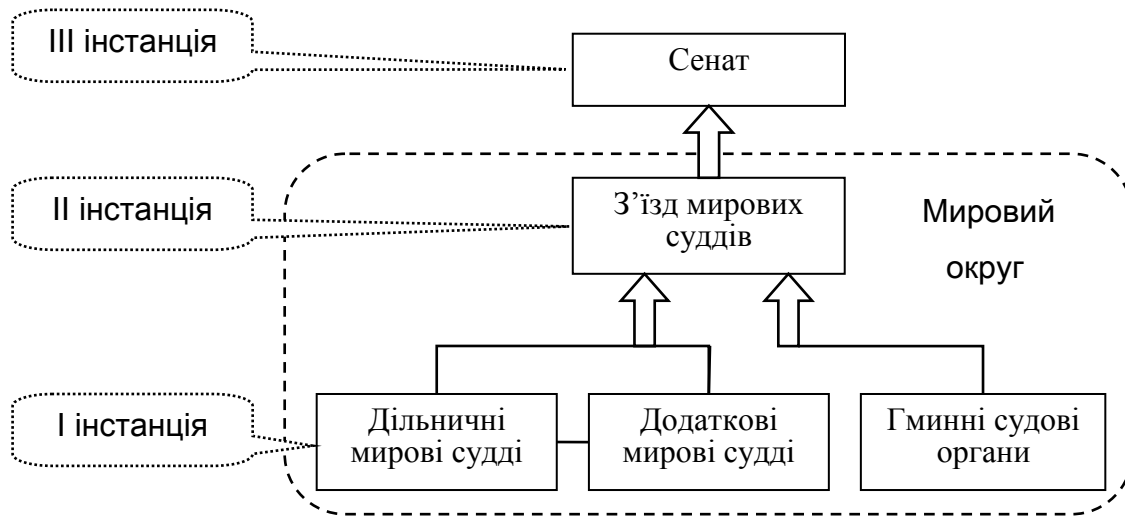 III інстанція
Сенат
II інстанція
З’їзд мирових
суддів
Мировий
округ
I інстанція
Дільничні
мирові судді
Додаткові
мирові судді
Гминні судові
органи